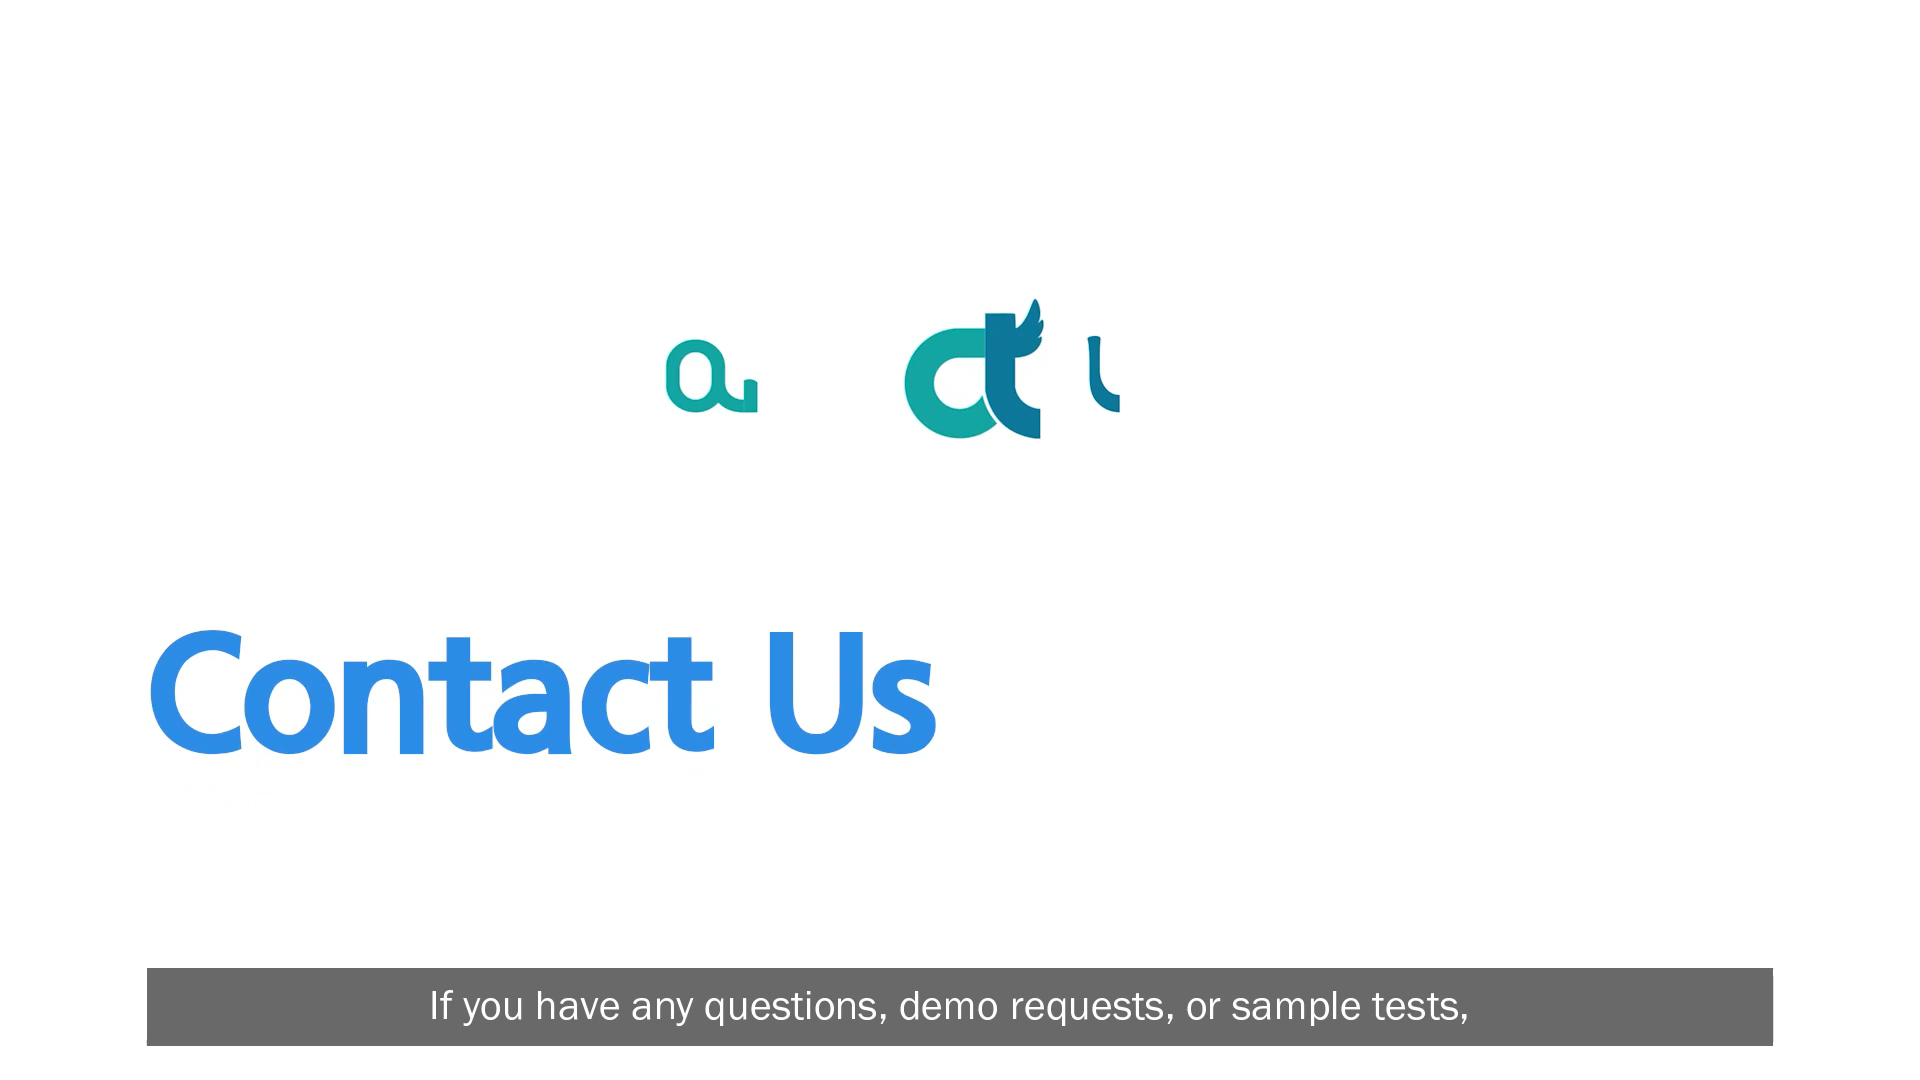 Contact Us
If you have any questions, demo requests, or sample tests,